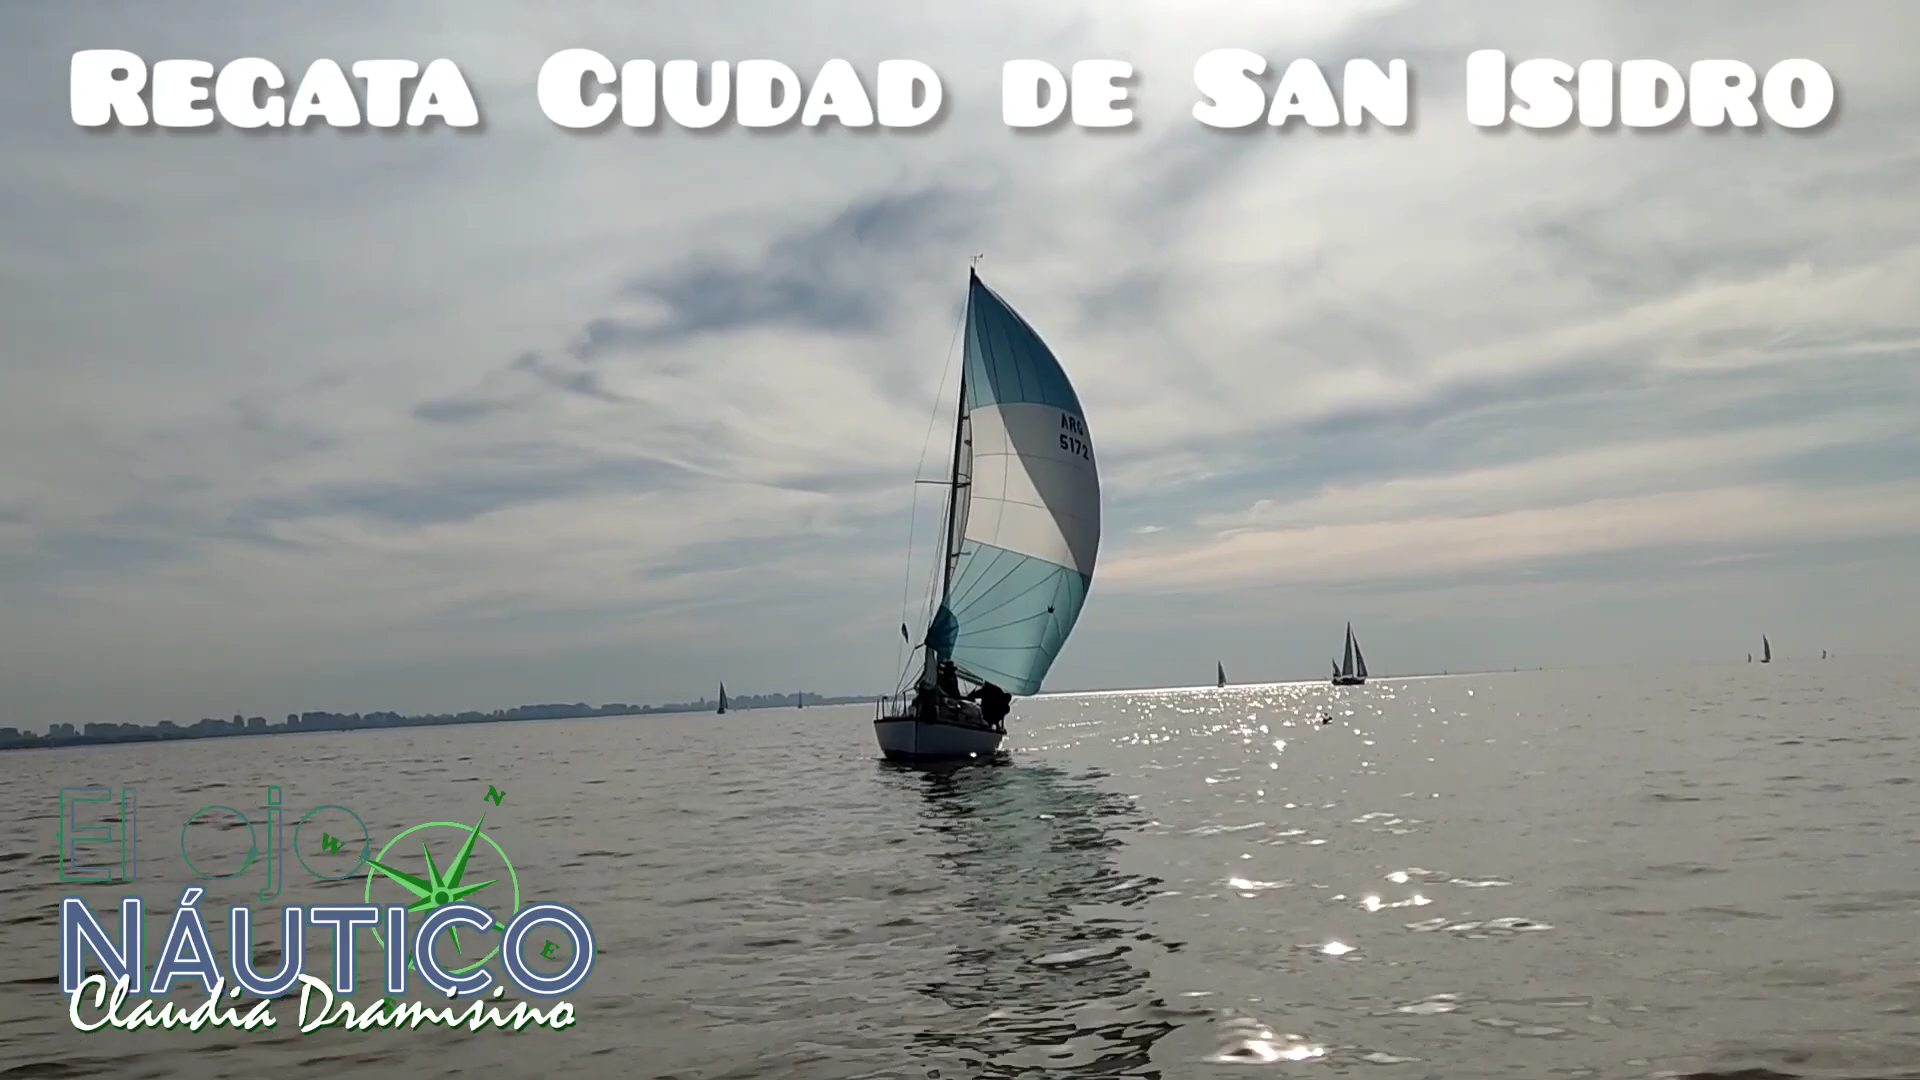 Regata Ciudad de San Isidro
ARG
5172
N
El ojo
W
NÁUTICO
E
Claudia Dramisino